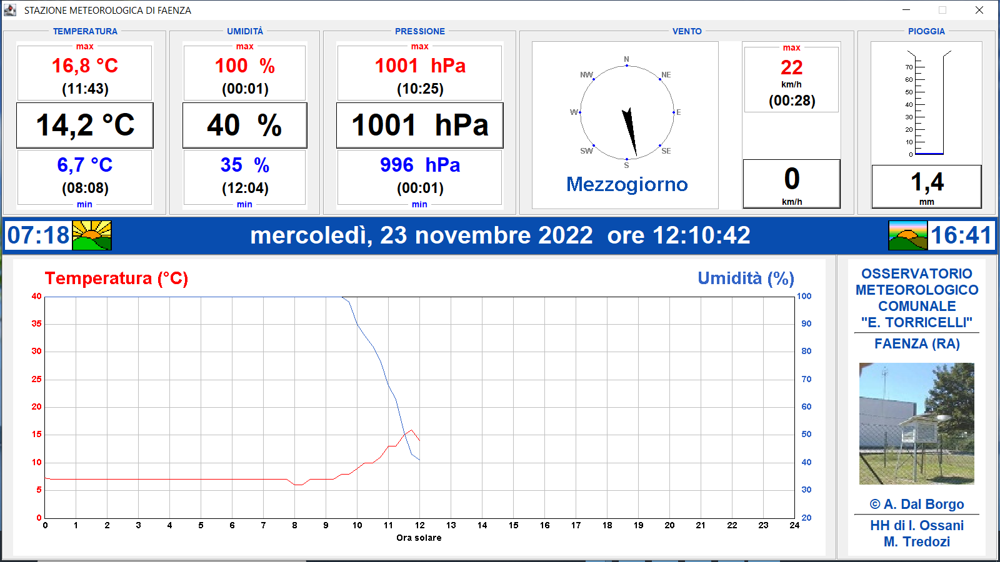 STAZIONE METEOROLOGICA DI FAENZA
TEMPERATURA
max
16,8 °C
(11:43)
14,2 °C
6,7 °C
(08:08)
min
UMIDITÀ
max
100 %
(00:01)
40 %
35 %
(12:04)
min
PRESSIONE
max
1001 hPa
(10:25)
1001 hPa
996 hPa
(00:01)
min
VENTO
N
NW NE
W E
SW SE
S
Mezzogiorno
max
22
km/h
(00:28)
0
km/h
PIOGGIA
70
60
50
40
30
20
10
0
1,4
mm
07:18
mercoledì, 23 novembre 2022 ore 12:10:42
16:41
Temperatura (°C)
Umidità (%)
40
35
30
25
20
15
10
5
0
100
90
80
70
60
50
40
30
20
0 1 2 3 4 5 6 7 8 9 10 11 12 13 14 15 16 17 18 19 20 21 22 23 24
Ora solare
OSSERVATORIO
METEOROLOGICO
COMUNALE
"E. TORRICELLI"
FAENZA (RA)
© A. Dal Borgo
HH di I. Ossani
M. Tredozi